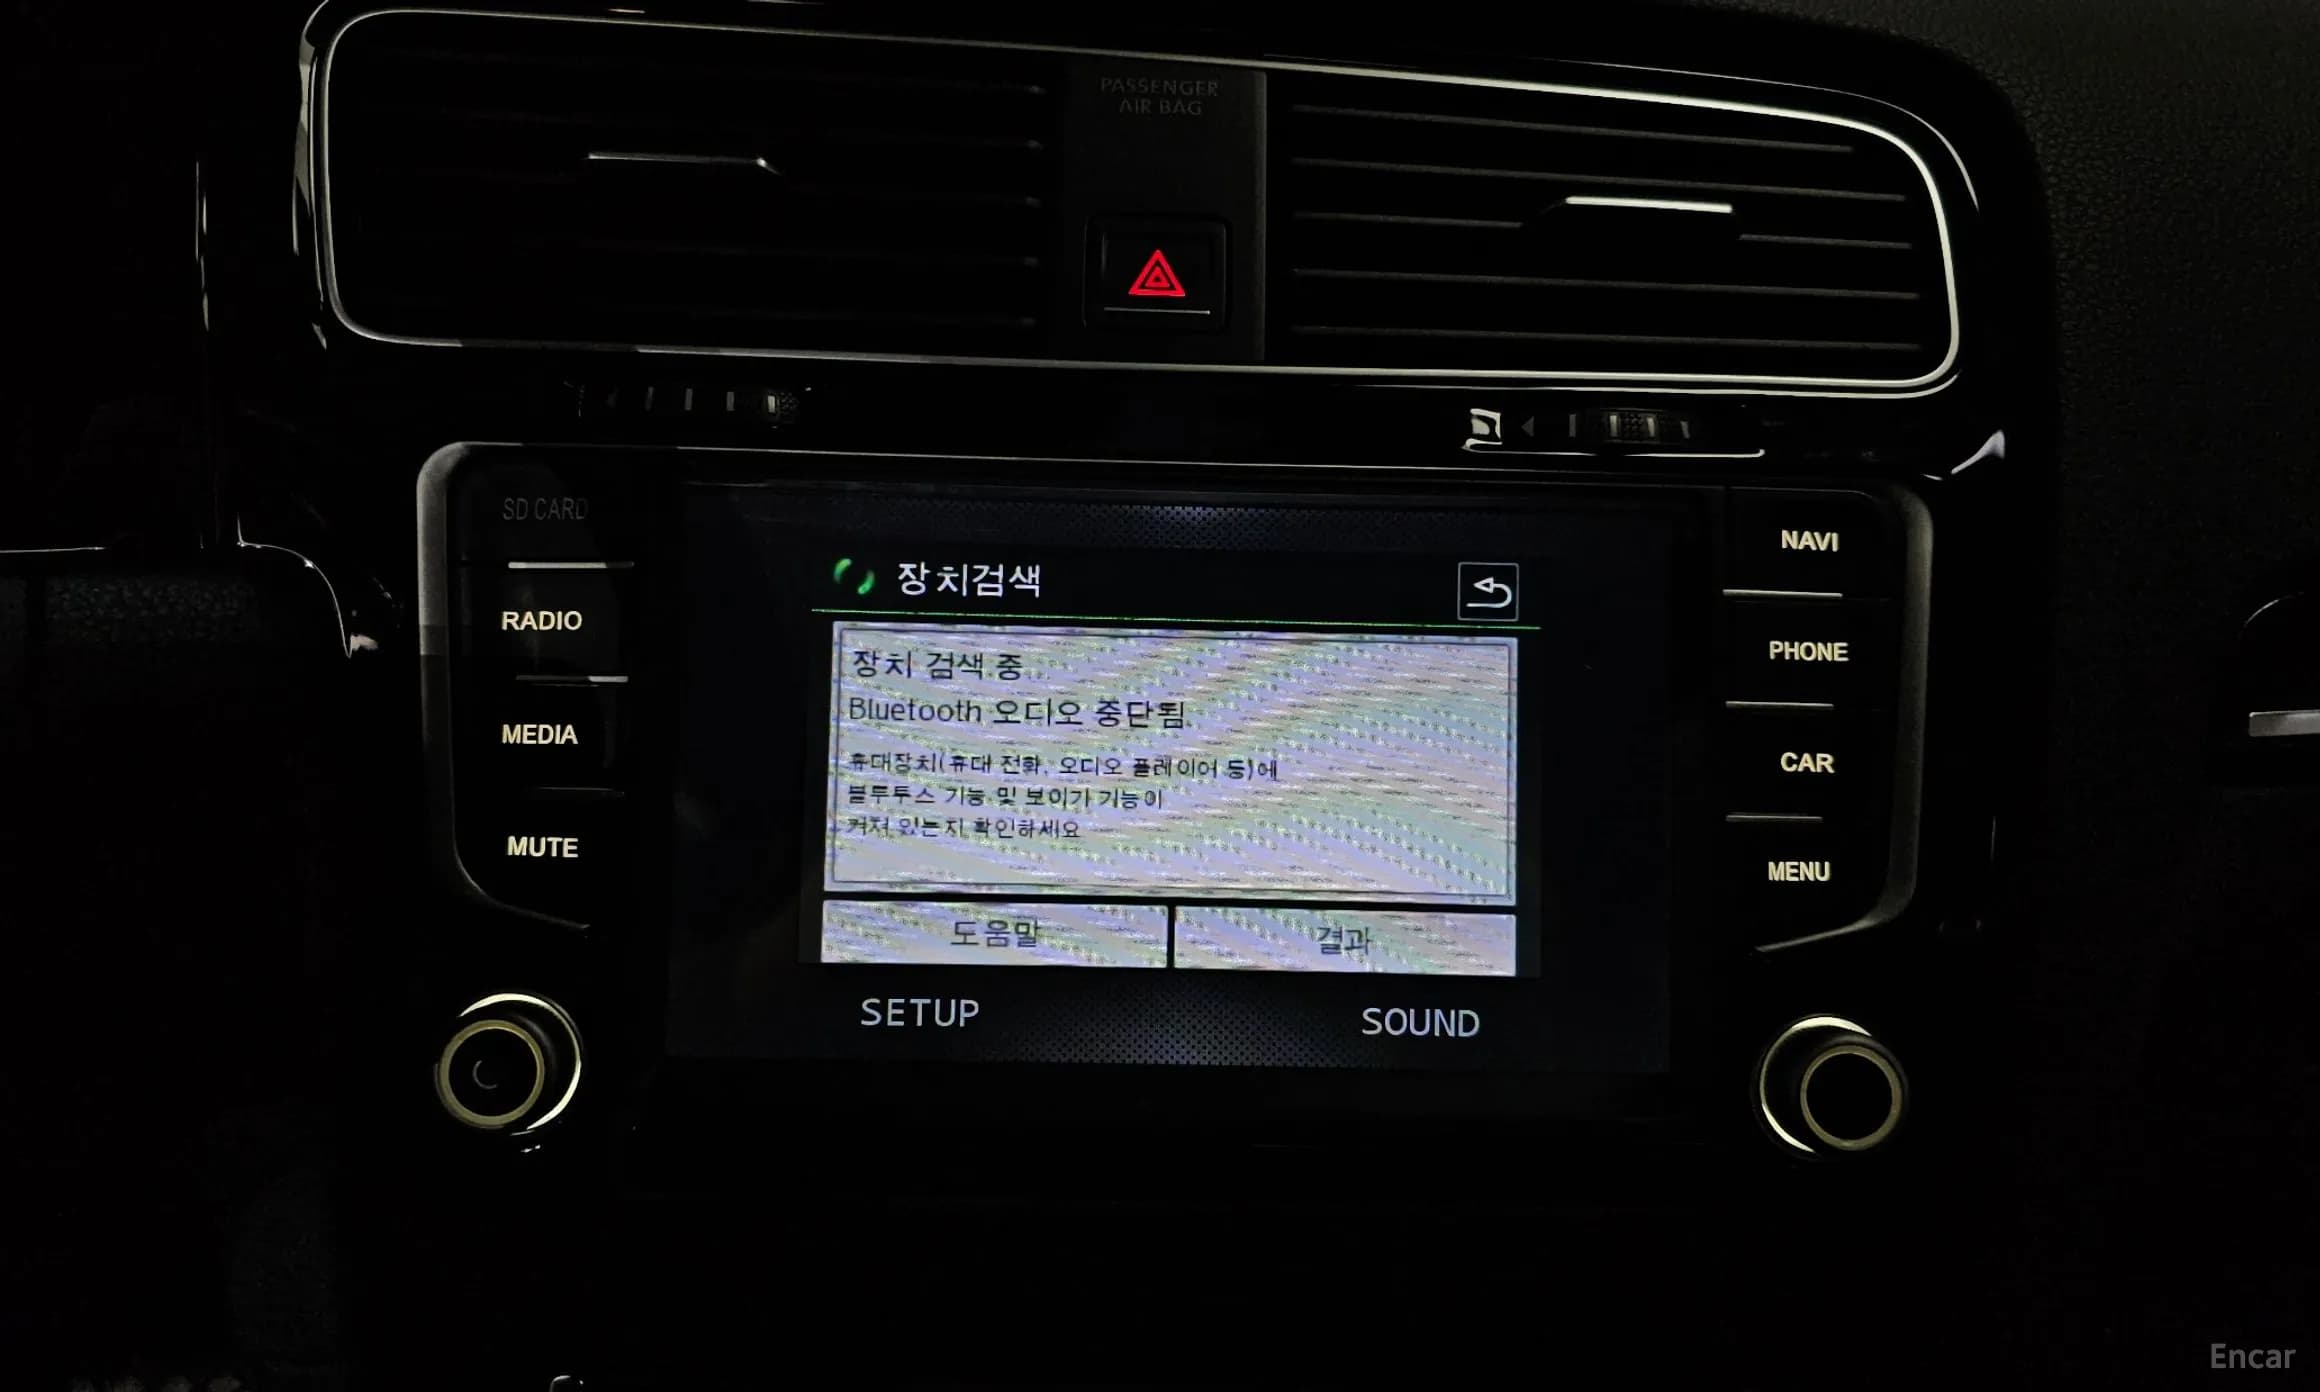 PASSENGER
AIR BAG
SD CARD
RADIO
MEDIA
MUTE
장치검색
장치 검색 중...
Bluetooth 오디오 중단됨.
휴대장치(휴대 전화, 오디오 플레이어 등)에
블루투스 기능 및 보이기 기능이
켜져 있는지 확인하세요
도움말
결과
SETUP
SOUND
NAVI
PHONE
CAR
MENU
Encar